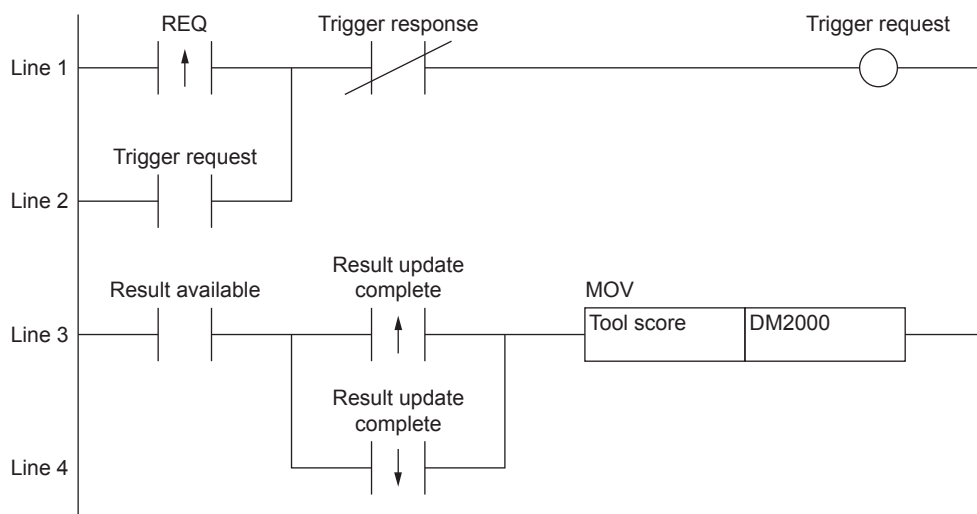 REQ
Trigger response
Trigger request
Line 1
Trigger request
Line 2
Result available
Result update
complete
MOV
Line 3
Tool score
DM2000
Result update
complete
Line 4